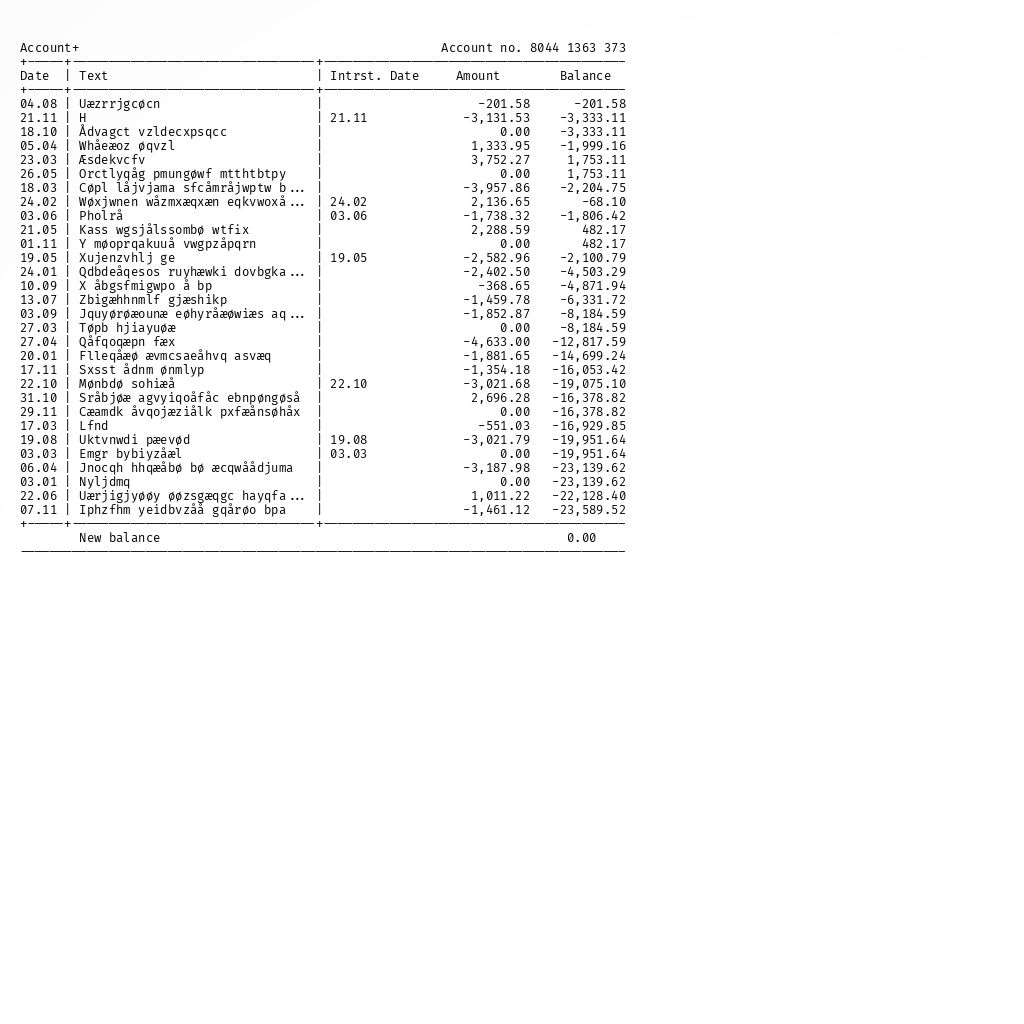 Account+ Account no. 8044 1363 373
Date | Text | Intrst. Date Amount Balance
04.08 | Uæzrrjgcøcn | -201.58 -201.58
21.11 | H | 21.11 -3,131.53 -3,333.11
18.10 | Ådvagct vzldecxpsqcc | 0.00 -3,333.11
05.04 | Whåeæoz øqvzl | 1,333.95 -1,999.16
23.03 | Æsdekvcfv | 3,752.27 1,753.11
26.05 | Orctlyqåg pmungøwf mtthtbtpy | 0.00 1,753.11
18.03 | Cøpl låjvjama sfcåmråjwptw b... | -3,957.86 -2,204.75
24.02 | Wøxjwnen wåzmxæqxæn eqkvwoxå... | 24.02 2,136.65 -68.10
03.06 | Pholrå | 03.06 -1,738.32 -1,806.42
21.05 | Kass wgsjålssombø wtfix | 2,288.59 482.17
01.11 | Y møoprqakuuå vwgpzåpqrn | 0.00 482.17
19.05 | Xujenzvhlj ge | 19.05 -2,582.96 -2,100.79
24.01 | Qdbdeåqesos ruyhæwki dovbgka... | -2,402.50 -4,503.29
10.09 | X åbgsfmigwpo å bp | -368.65 -4,871.94
13.07 | Zbigæhhnmlf gjæshikp | -1,459.78 -6,331.72
03.09 | Jquyørøæounæ eøhyråæøwiæs aq... | -1,852.87 -8,184.59
27.03 | Tøpb hjiayuøæ | 0.00 -8,184.59
27.04 | Qåfqoqæpn fæx | -4,633.00 -12,817.59
20.01 | Flleqåæø ævmcsaeåhvq asvæq | -1,881.65 -14,699.24
17.11 | Sxsst ådnm ønmlyp | -1,354.18 -16,053.42
22.10 | Mønbdø sohiæå | 22.10 -3,021.68 -19,075.10
31.10 | Sråbjøæ agvyiqoåfåc ebnpøngøså | 2,696.28 -16,378.82
29.11 | Cæamdk åvqojæziålk pxfæånsøhåx | 0.00 -16,378.82
17.03 | Lfnd | -551.03 -16,929.85
19.08 | Uktvnwdi pævød | 19.08 -3,021.79 -19,951.64
03.03 | Emgr bybiyzåæl | 03.03 0.00 -19,951.64
06.04 | Jnocqh hhqæåbø bø æcqwåådjuma | -3,187.98 -23,139.62
03.01 | Nyljdmq | 0.00 -23,139.62
22.06 | Uærjigjyøøy øøzsgæqgc hayqfa... | 1,011.22 -22,128.40
07.11 | Iphzfhm yeidbvzåå gqårøo bpa | -1,461.12 -23,589.52
New balance 0.00